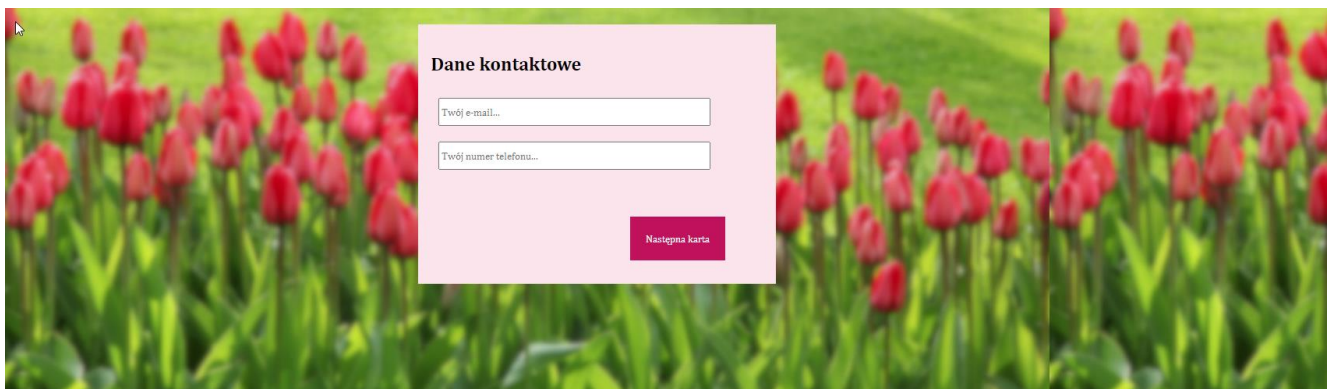 Dane kontaktowe
Twój e-mail...
Twój numer telefonu...
Następna karta